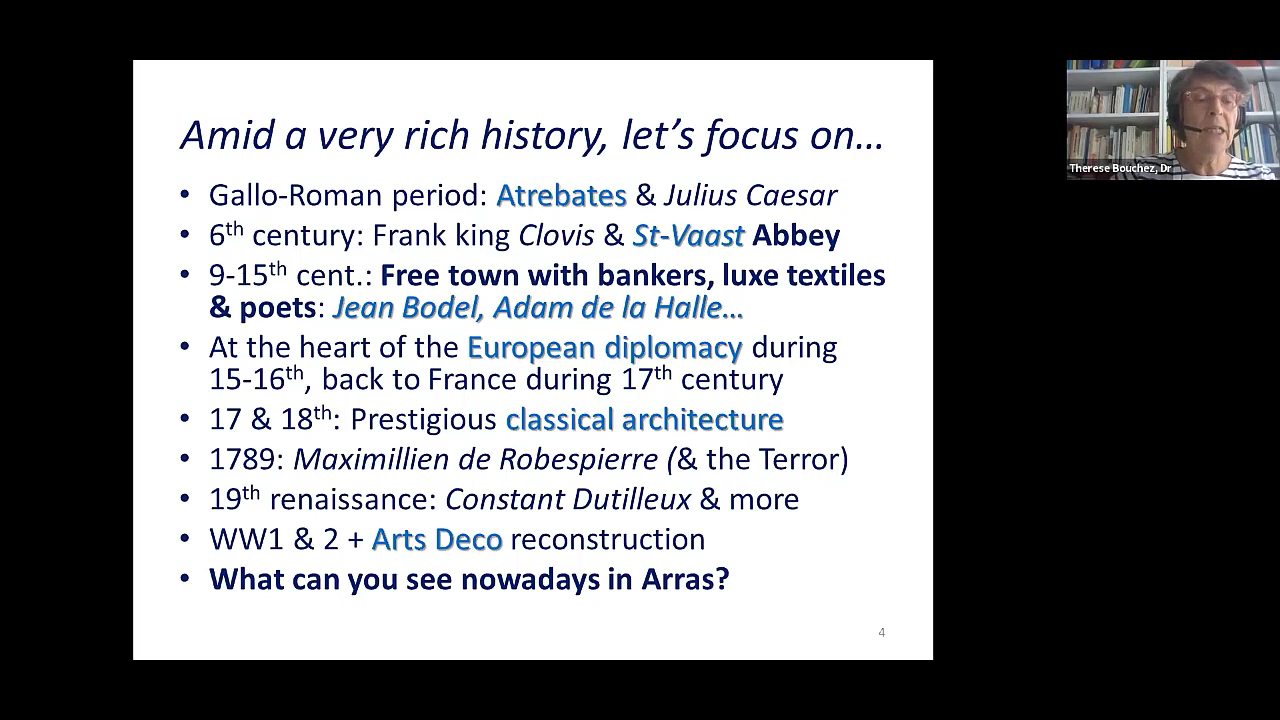 Amid a very rich history, let's focus on…
• Gallo-Roman period: Atrebates & Julius Caesar
• 6th century: Frank king Clovis & St-Vaast Abbey
• 9-15th cent.: Free town with bankers, luxe textiles
& poets: Jean Bodel, Adam de la Halle…
• At the heart of the European diplomacy during
15-16th, back to France during 17th century
• 17 & 18th: Prestigious classical architecture
• 1789: Maximillien de Robespierre (& the Terror)
• 19th renaissance: Constant Dutilleux & more
• WW1 & 2 + Arts Deco reconstruction
• What can you see nowadays in Arras?
4
Therese Bouchez, Dr